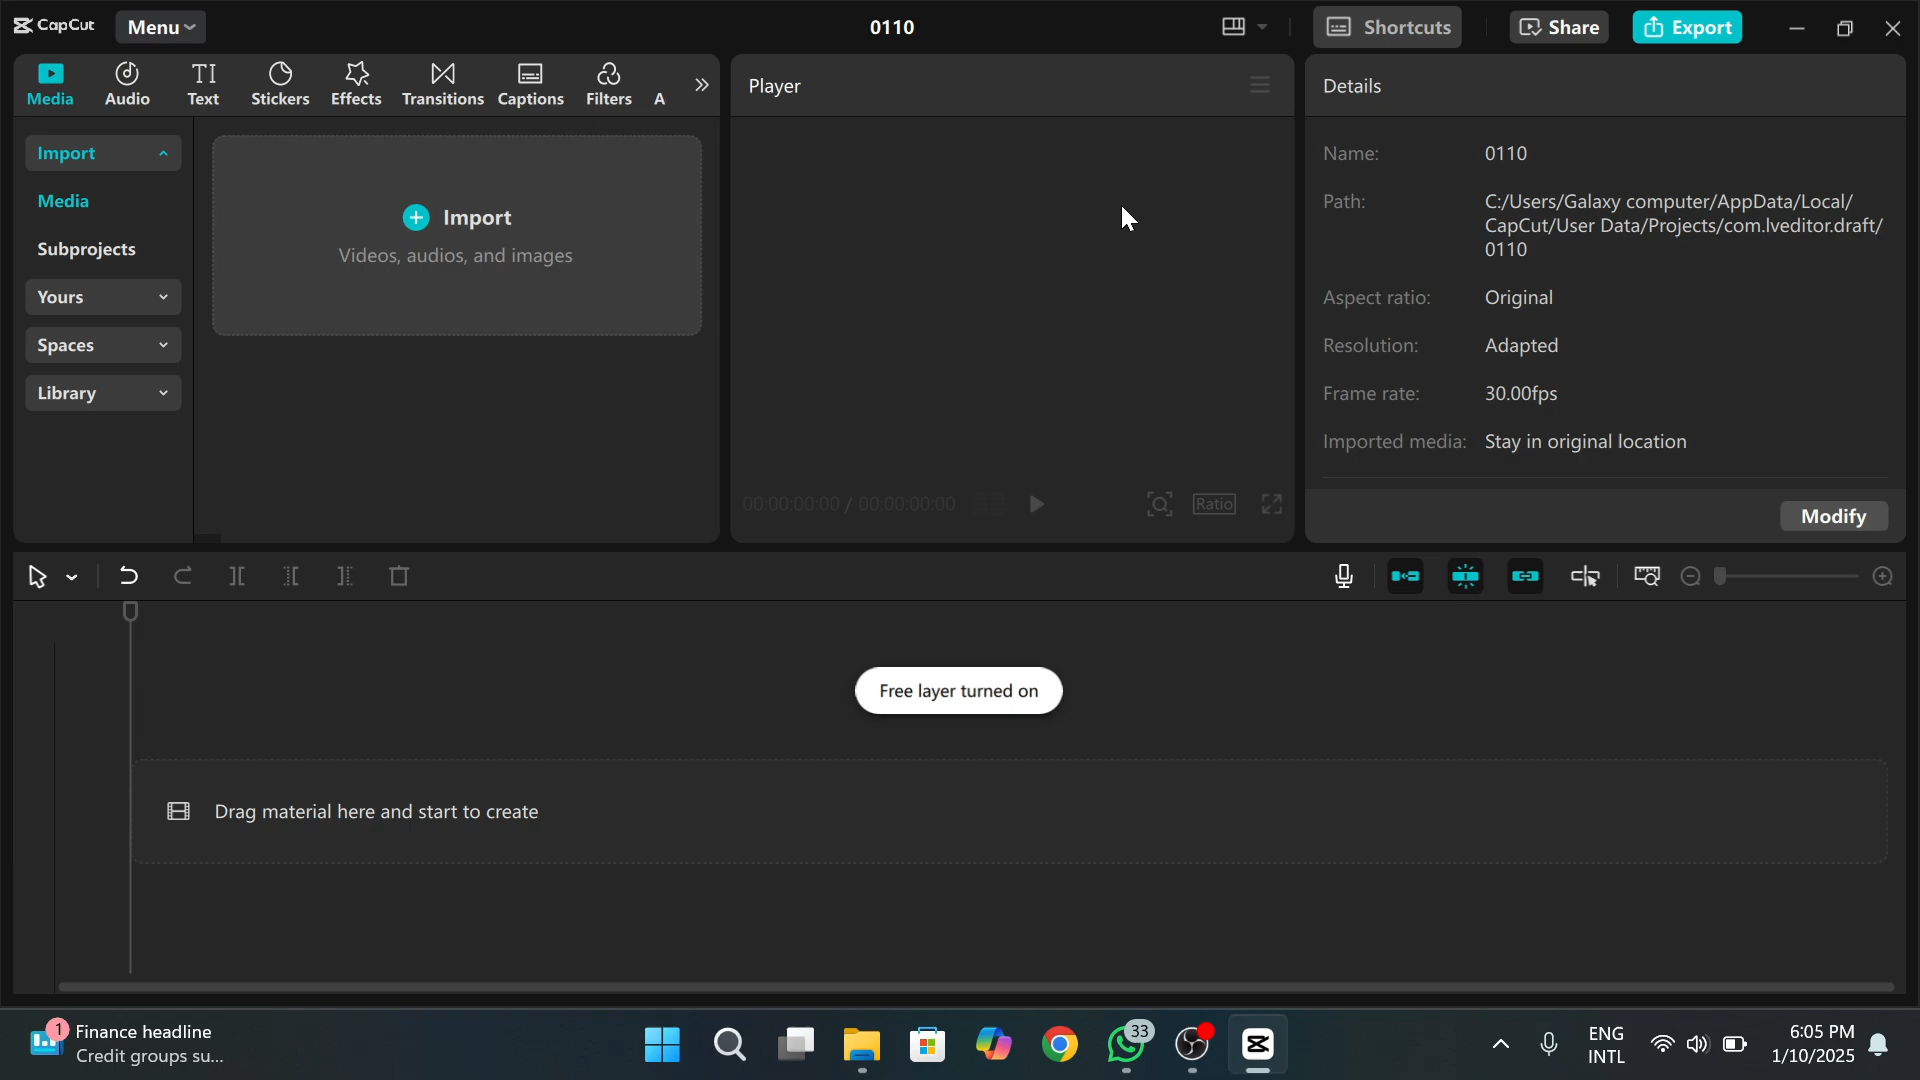 CapCut
Menu
0110
Shortcuts
Share
Export
Media
Audio
Text
Stickers
Effects
Transitions
Captions
Filters
A
Import
Media
Subprojects
Yours
Spaces
Library
Import
Videos, audios, and images
Player
00:00:00:00 / 00:00:00:00
Ratio
Details
Name: 0110
Path: C:/Users/Galaxy computer/AppData/Local/
CapCut/User Data/Projects/com.lveditor.draft/
0110
Aspect ratio: Original
Resolution: Adapted
Frame rate: 30.00fps
Imported media: Stay in original location
Modify
Free layer turned on
Drag material here and start to create
1
Finance headline
Credit groups su...
33
ENG
INTL
6:05 PM
1/10/2025